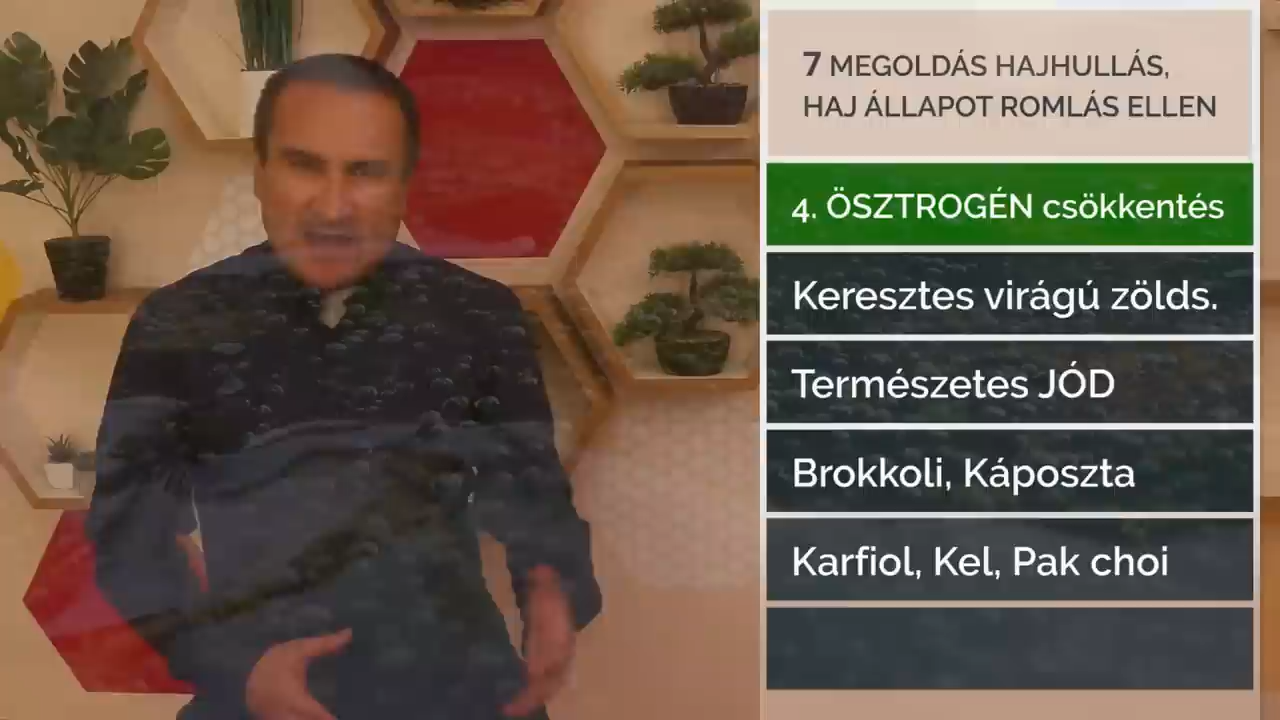 7 MEGOLDÁS HAJHULLÁS,
HAJ ÁLLAPOT ROMLÁS ELLEN
4. ÖSZTROGÉN csökkentés
Keresztes virágú zölds.
Természetes JÓD
Brokkoli, Káposzta
Karfiol, Kel, Pak choi